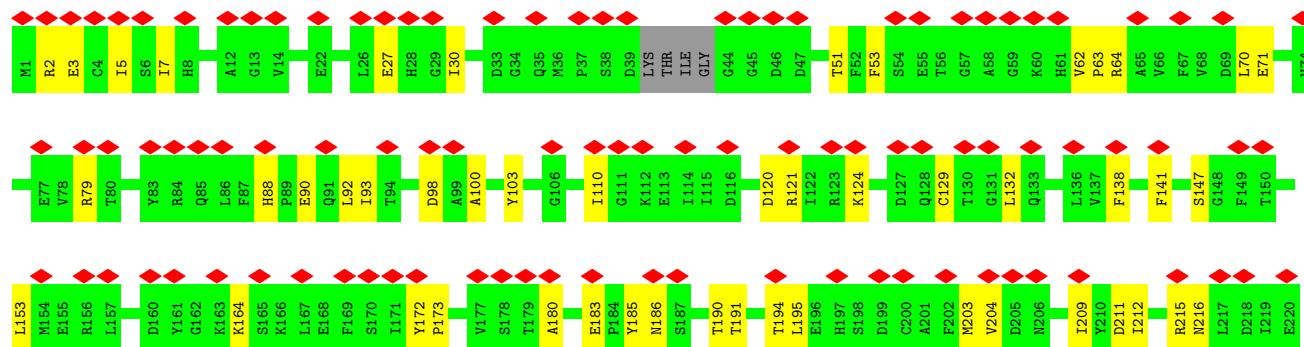 M1 R2 E3 C4 I5 S6 I7 H8 A12 G13 V14 E22 L26 E27 H28 G29 I30 D33 G34 Q35 M36 P37 S38 D39 LYS THR ILE GLY G44 G45 D46 D47 T51 F52 F53 S54 E55 T56 G57 A58 G59 K60 H61 V62 P63 R64 A65 V66 F67 V68 D69 L70 E71
E77 V78 R79 T80 Y83 R84 Q85 L86 F87 H88 P89 E90 Q91 L92 I93 T94 D98 A99 A100 Y103 G106 I110 G111 K112 E113 I114 I115 D116 D120 R121 I122 R123 K124 D127 Q128 C129 T130 G131 L132 Q133 L136 V137 F138 F141 S147 G148 F149 T150
L153 M154 E155 R156 L157 D160 Y161 G162 K163 K164 S165 K166 L167 E168 F169 S170 I171 Y172 P173 V177 S178 T179 A180 E183 P184 Y185 N186 S187 T190 T191 T194 L195 E196 H197 S198 D199 C200 A201 F202 M203 V204 D205 N206 I209 Y210 D211 I212 R215 N216 L217 D218 I219 E220